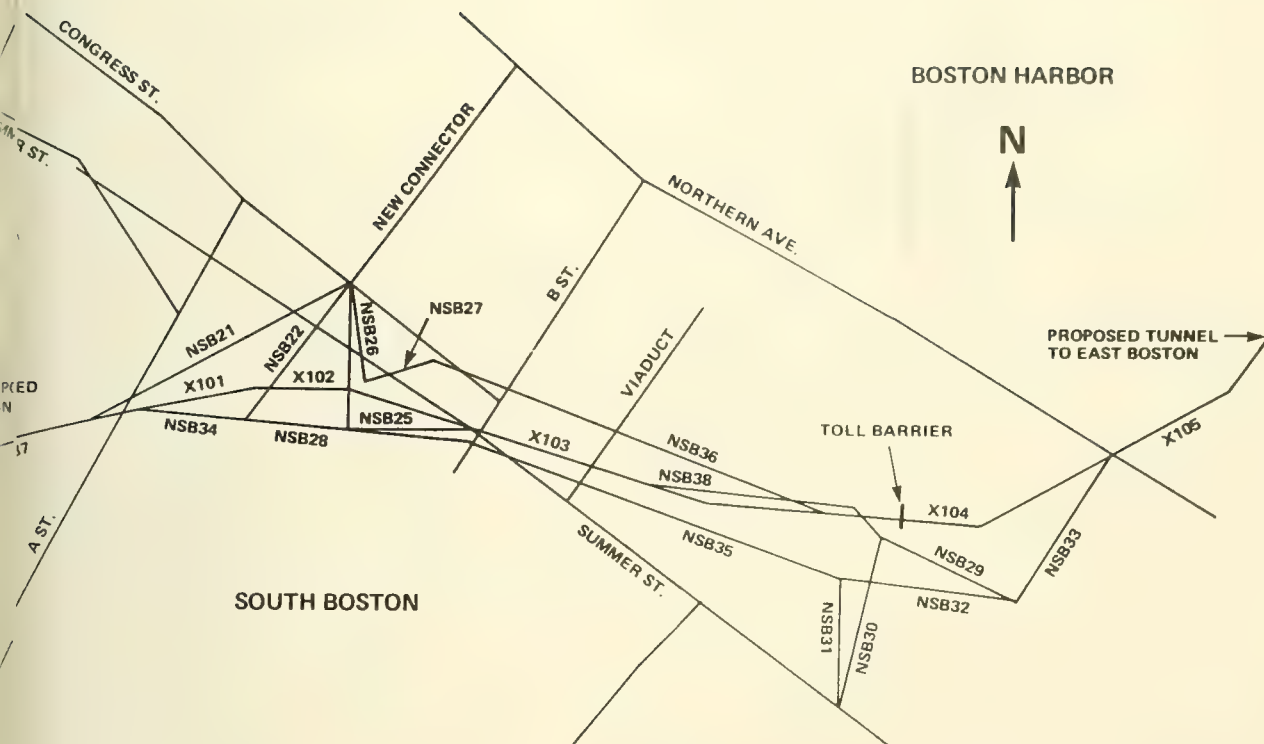 CONGRESS ST.
BOSTON HARBOR
N
R ST.
NEW CONNECTOR
NORTHERN AVE.
B ST.
NSB27
NSB26
NSB21
NSB22
VIADUCT
PROPOSED TUNNEL
TO EAST BOSTON
X101
X102
NSB34
NSB28
NSB25
X103
NSB36
NSB38
TOLL BARRIER
X104
X105
A ST.
NSB35
SUMMER ST.
NSB29
NSB32
NSB33
NSB31
NSB30
SOUTH BOSTON